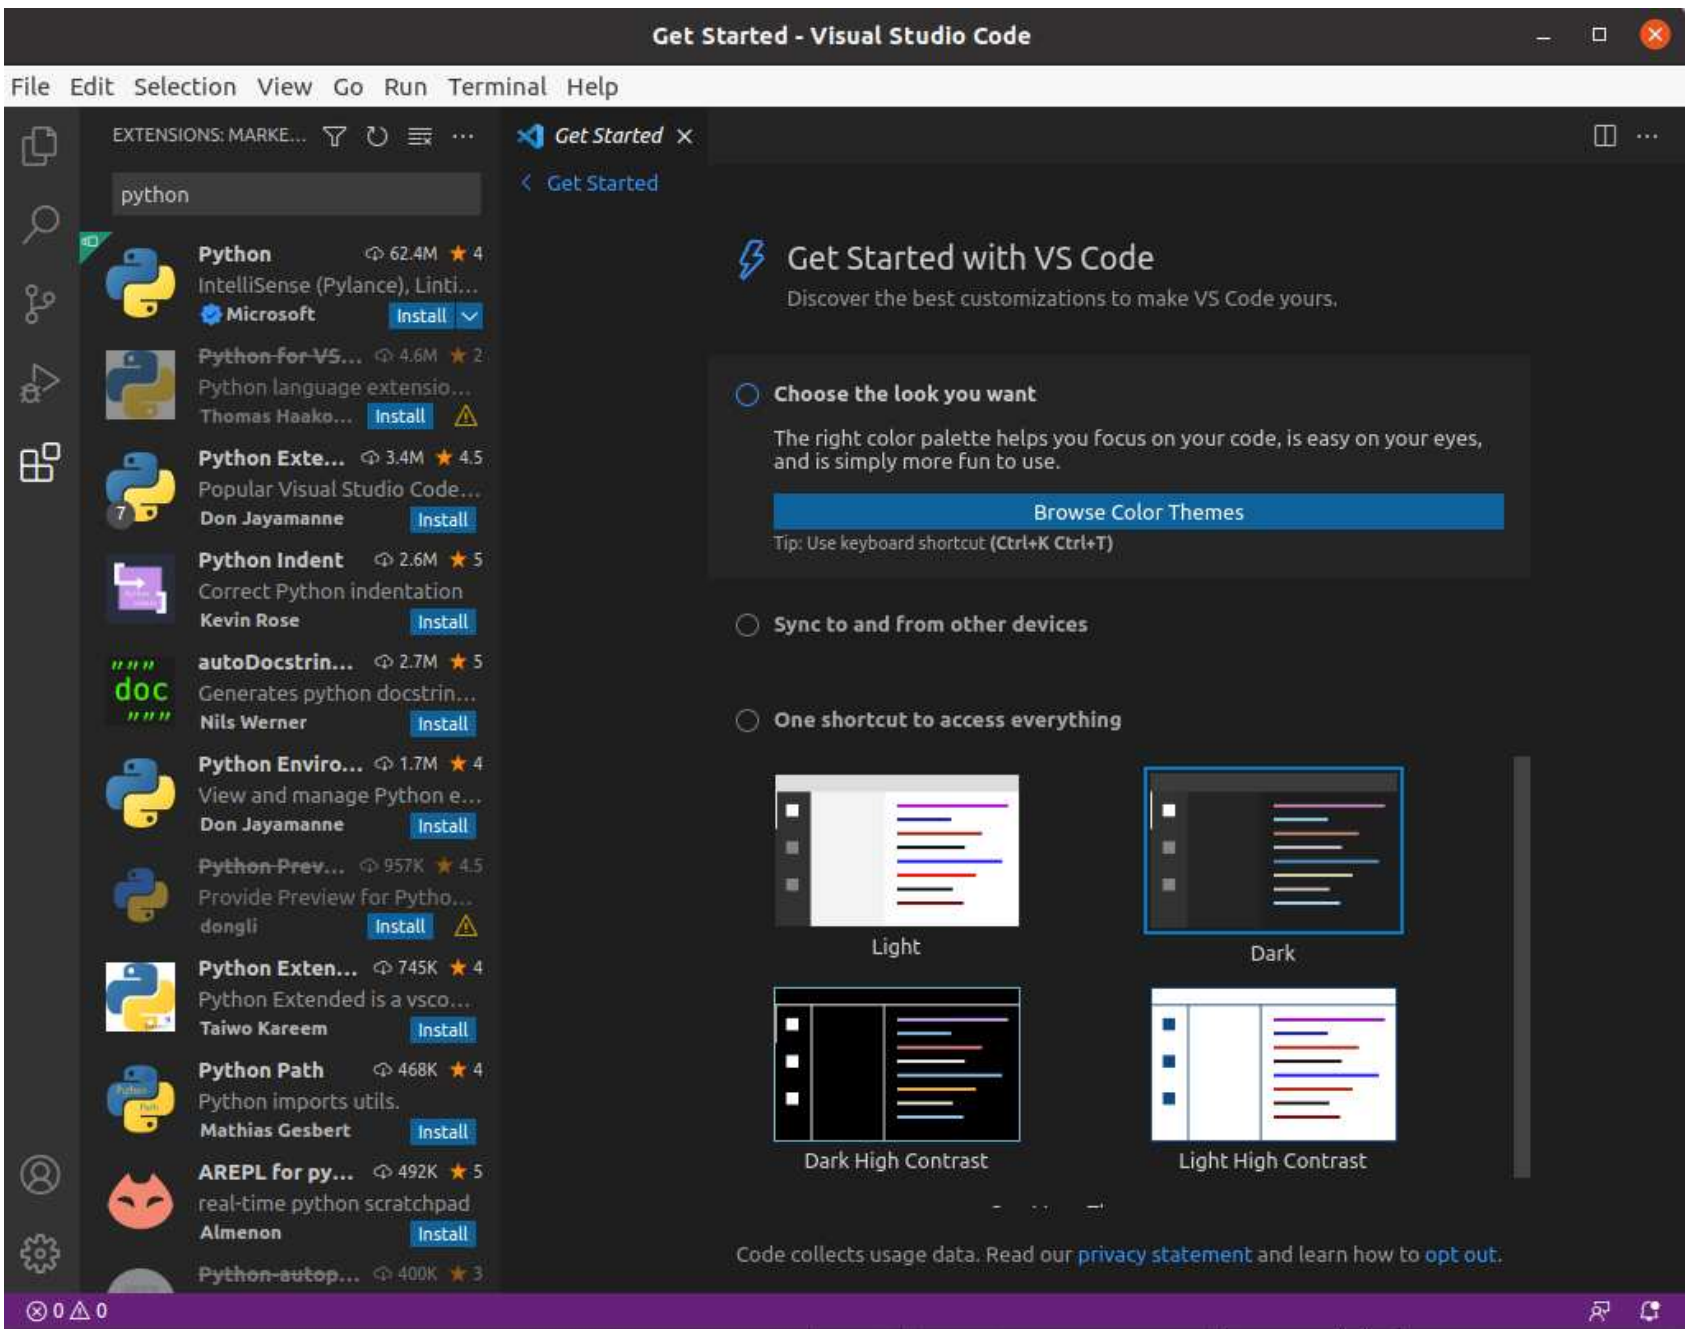 Get Started - Visual Studio Code
File Edit Selection View Go Run Terminal Help
EXTENSIONS: MARKE...
python
Python 62.4M ★ 4
IntelliSense (Pylance), Linti...
Microsoft Install
Python for VS... 4.6M ★ 2
Python language extensio...
Thomas Haako... Install
Python Exte... 3.4M ★ 4.5
Popular Visual Studio Code...
7
Don Jayamanne Install
Python Indent 2.6M ★ 5
Correct Python indentation
Kevin Rose Install
autoDocstrin... 2.7M ★ 5
"""
doc
"""
Generates python docstrin...
Nils Werner Install
Python Enviro... 1.7M ★ 4
View and manage Python e...
Don Jayamanne Install
Python Prev... 957K ★ 4.5
Provide Preview for Pytho...
dongli Install
Python Exten... 745K ★ 4
Python Extended is a vsco...
Taiwo Kareem Install
Python Path 468K ★ 4
Python imports utils.
Mathias Gesbert Install
AREPL for py... 492K ★ 5
real-time python scratchpad
Almenon Install
Python-autop... 400K ★ 3
Get Started
Get Started
Get Started with VS Code
Discover the best customizations to make VS Code yours.
Choose the look you want
The right color palette helps you focus on your code, is easy on your eyes,
and is simply more fun to use.
Browse Color Themes
Tip: Use keyboard shortcut (Ctrl+K Ctrl+T)
Sync to and from other devices
One shortcut to access everything
Light
Dark
Dark High Contrast
Light High Contrast
Code collects usage data. Read our privacy statement and learn how to opt out.
0 0